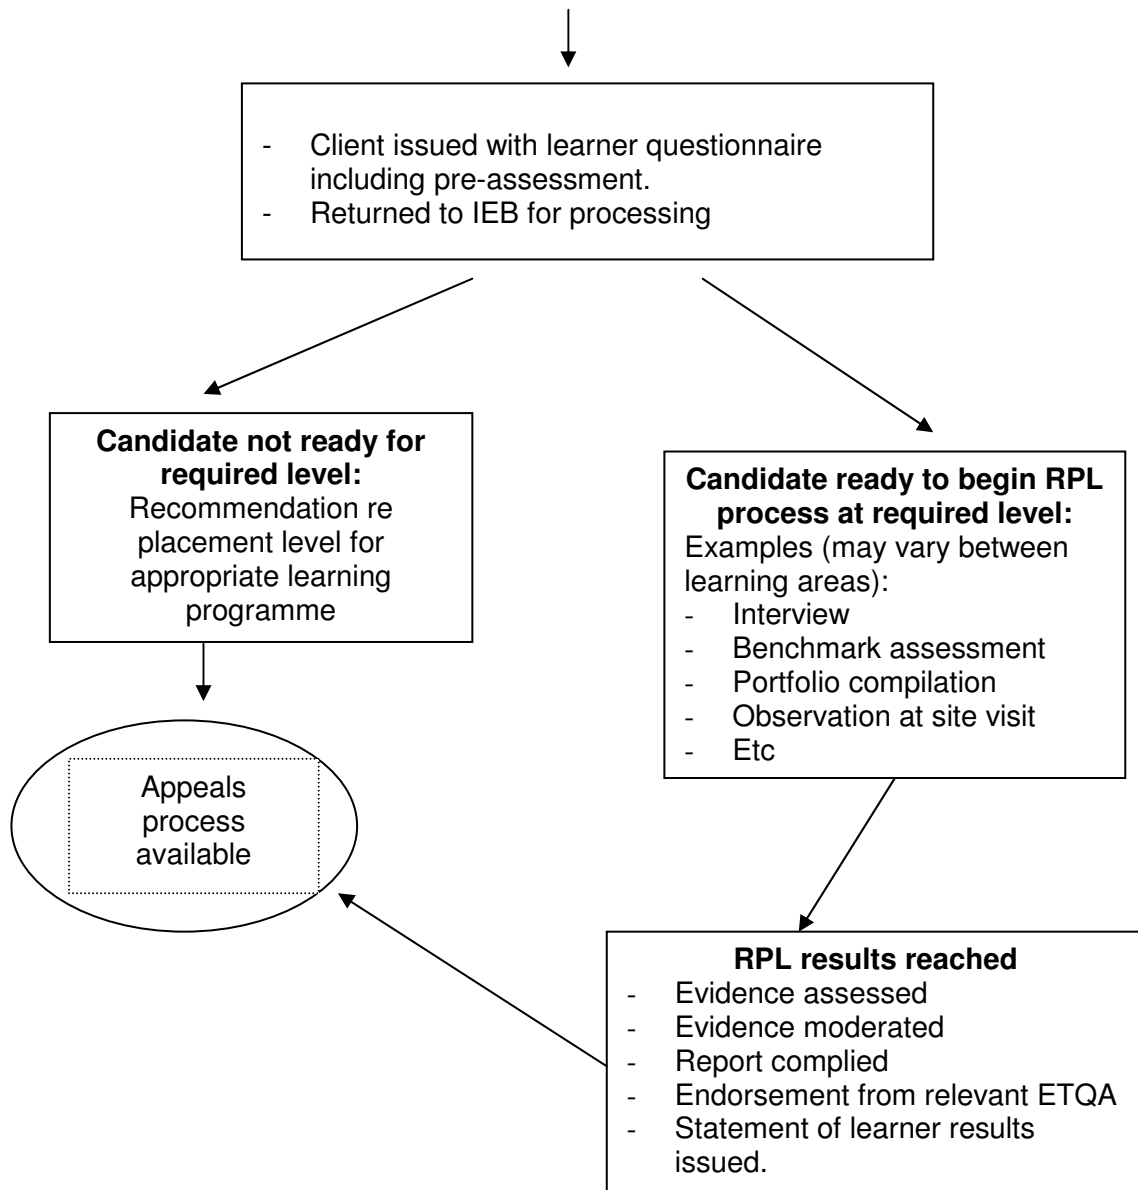 - Client issued with learner questionnaire
including pre-assessment.
- Returned to IEB for processing
Candidate not ready for
required level:
Recommendation re
placement level for
appropriate learning
programme
Candidate ready to begin RPL
process at required level:
Examples (may vary between
learning areas):
- Interview
- Benchmark assessment
- Portfolio compilation
- Observation at site visit
- Etc
Appeals
process
available
RPL results reached
- Evidence assessed
- Evidence moderated
- Report complied
- Endorsement from relevant ETQA
- Statement of learner results
issued.